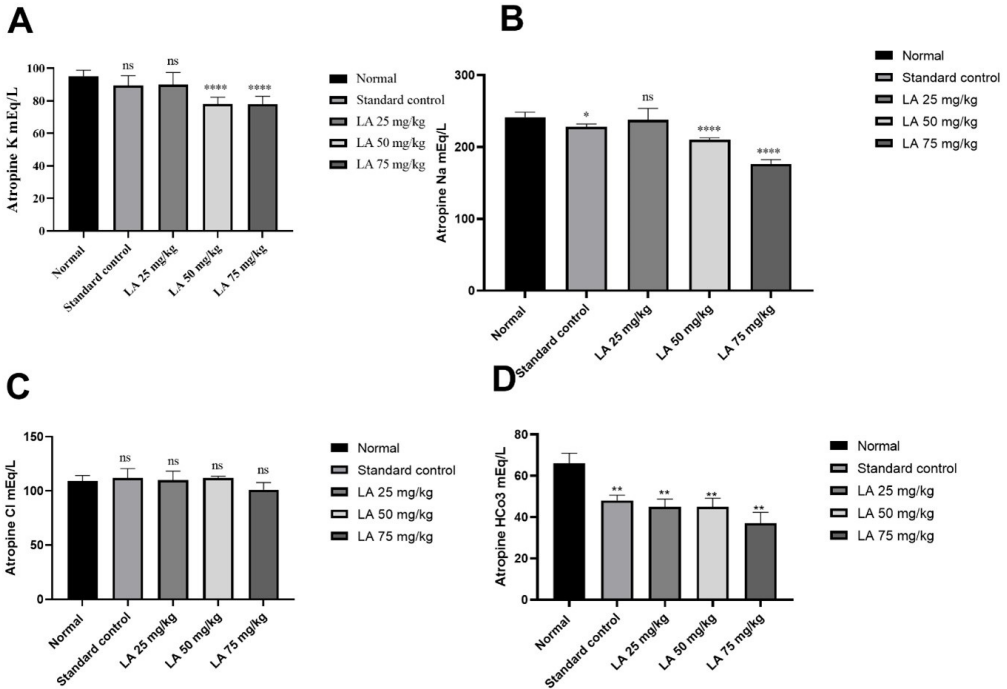 A
Atropine K mEq/L
100
80
60
40
20
0
ns
ns
****
****
Normal
Standard control
LA 25 mg/kg
LA 50 mg/kg
LA 75 mg/kg
Normal
Standard control
LA 25 mg/kg
LA 50 mg/kg
LA 75 mg/kg
B
Atropine Na mEq/L
300
200
100
0
*
ns
****
****
Normal
Standard control
LA 25 mg/kg
LA 50 mg/kg
LA 75 mg/kg
Normal
Standard control
LA 25 mg/kg
LA 50 mg/kg
LA 75 mg/kg
C
Atropine Cl mEq/L
150
100
50
0
ns
ns
ns
ns
Normal
Standard control
LA 25 mg/kg
LA 50 mg/kg
LA 75 mg/kg
Normal
Standard control
LA 25 mg/kg
LA 50 mg/kg
LA 75 mg/kg
D
Atropine HCo3 mEq/L
80
60
40
20
0
**
**
**
**
Normal
Standard control
LA 25 mg/kg
LA 50 mg/kg
LA 75 mg/kg
Normal
Standard control
LA 25 mg/kg
LA 50 mg/kg
LA 75 mg/kg